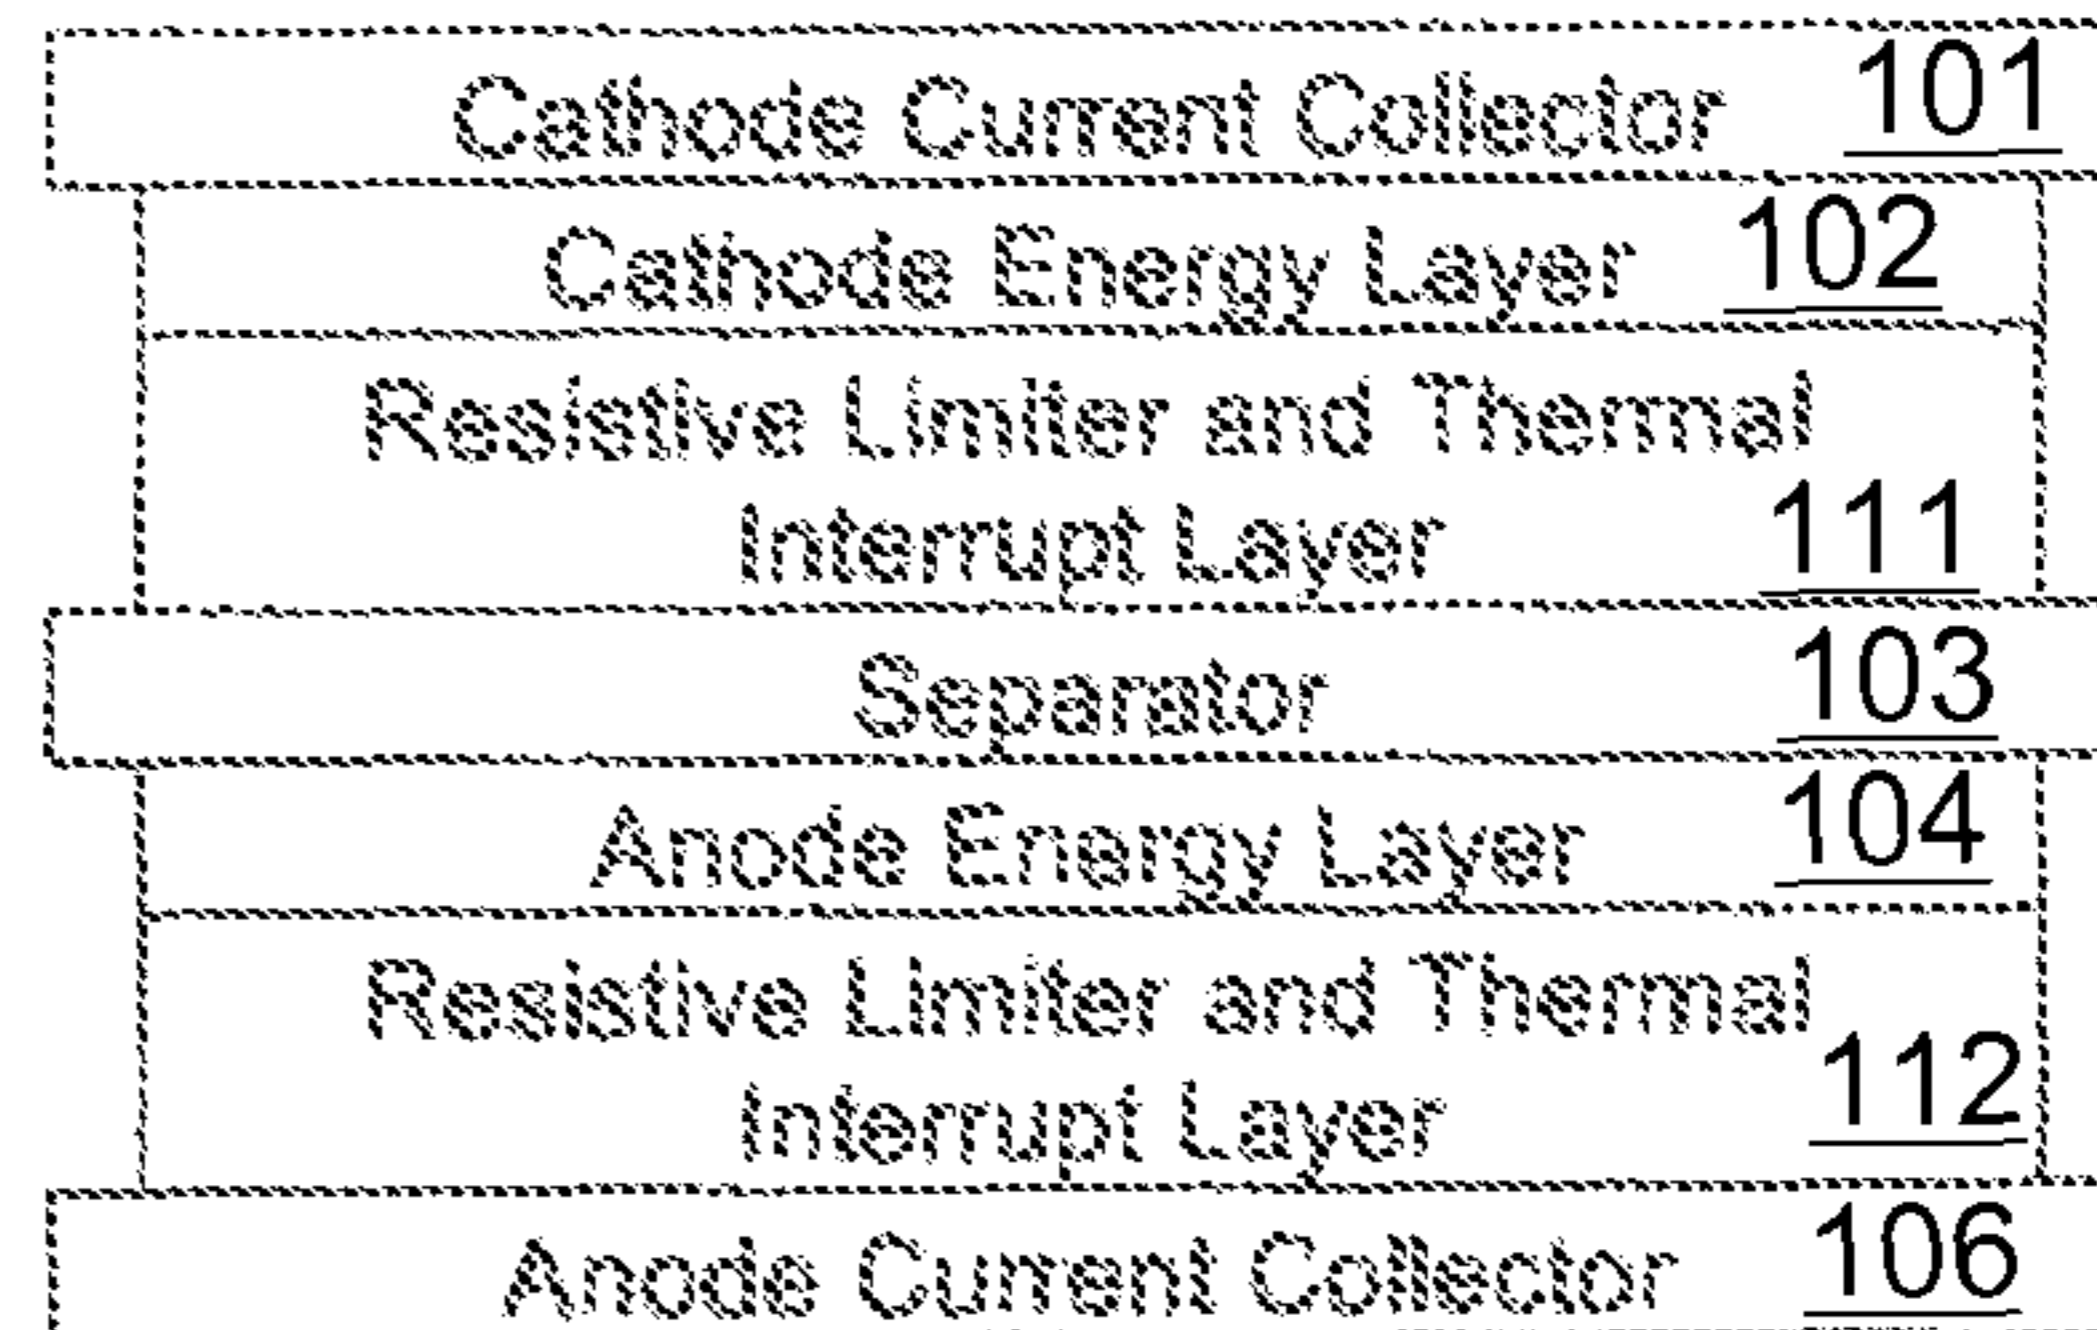 Cathode Current Collector 101
Cathode Energy Layer 102
Resistive Limiter and Thermal
Interrupt Layer 111
Separator 103
Anode Energy Layer 104
Resistive Limiter and Thermal
Interrupt Layer 112
Anode Current Collector 106